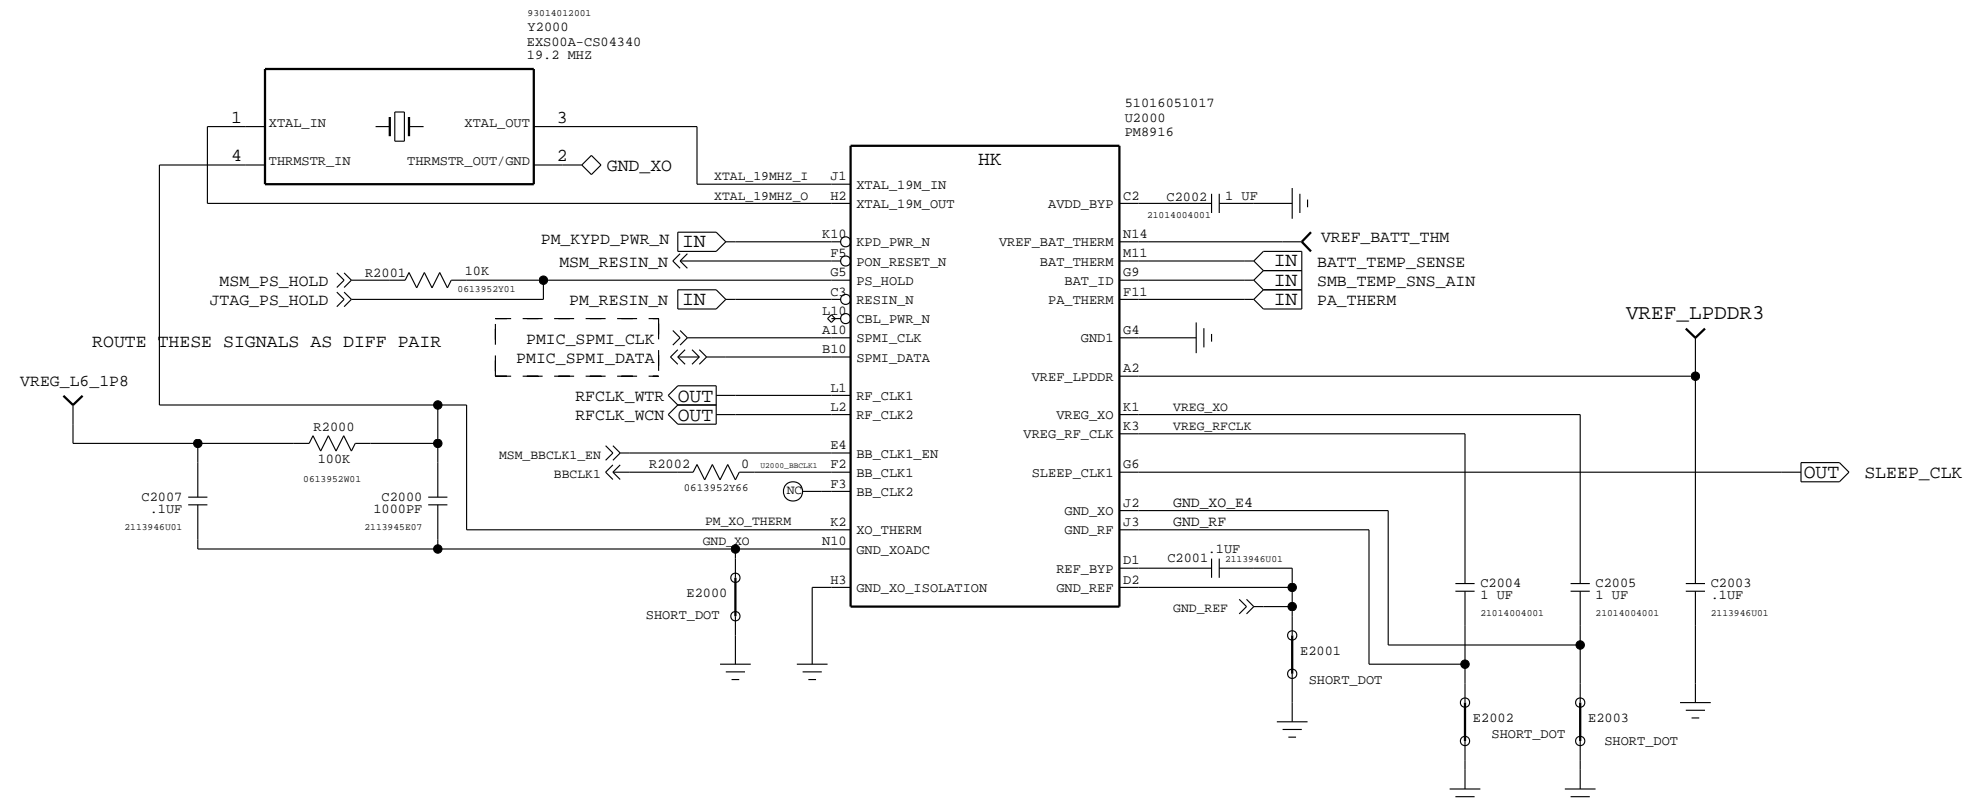 93014012001
Y2000
EXS00A-CS04340
19.2 MHZ
1
XTAL_IN
XTAL_OUT
3
4
THRMSTR_IN
THRMSTR_OUT/GND
2
GND_XO
51016051017
U2000
PM8916
HK
XTAL_19MHZ_I
J1
XTAL_19M_IN
XTAL_19MHZ_O
H2
XTAL_19M_OUT
PM_KYPD_PWR_N
IN
K10
KPD_PWR_N
MSM_RESIN_N
F5
PON_RESET_N
MSM_PS_HOLD
R2001
10K
0613952Y01
G5
PS_HOLD
JTAG_PS_HOLD
PM_RESIN_N
IN
C3
RESIN_N
L10
CBL_PWR_N
PMIC_SPMI_CLK
A10
SPMI_CLK
PMIC_SPMI_DATA
B10
SPMI_DATA
ROUTE THESE SIGNALS AS DIFF PAIR
VREG_L6_1P8
RFCLK_WTR
OUT
L1
RF_CLK1
RFCLK_WCN
OUT
L2
RF_CLK2
R2000
100K
0613952W01
MSM_BBCLK1_EN
E4
BB_CLK1_EN
BBCLK1
R2002
0
0613952Y66
U2000_BBCLK1
F2
BB_CLK1
NC
F3
BB_CLK2
C2007
.1UF
2113946U01
C2000
1000PF
2113945E07
PM_XO_THERM
K2
XO_THERM
GND_XO
N10
GND_XOADC
E2000
SHORT_DOT
H3
GND_XO_ISOLATION
AVDD_BYP
C2
C2002
1 UF
21014004001
VREF_BAT_THERM
N14
VREF_BATT_THM
BAT_THERM
M11
IN
BATT_TEMP_SENSE
BAT_ID
G9
IN
SMB_TEMP_SNS_AIN
PA_THERM
F11
IN
PA_THERM
GND1
G4
VREF_LPDDR3
VREF_LPDDR
A2
VREG_XO
K1
VREG_XO
VREG_RF_CLK
K3
VREG_RFCLK
SLEEP_CLK1
G6
OUT
SLEEP_CLK
GND_XO
J2
GND_XO_E4
GND_RF
J3
GND_RF
REF_BYP
D1
C2001
.1UF
2113946U01
GND_REF
D2
GND_REF
E2001
SHORT_DOT
C2004
1 UF
21014004001
C2005
1 UF
21014004001
C2003
.1UF
2113946U01
E2002
SHORT_DOT
E2003
SHORT_DOT